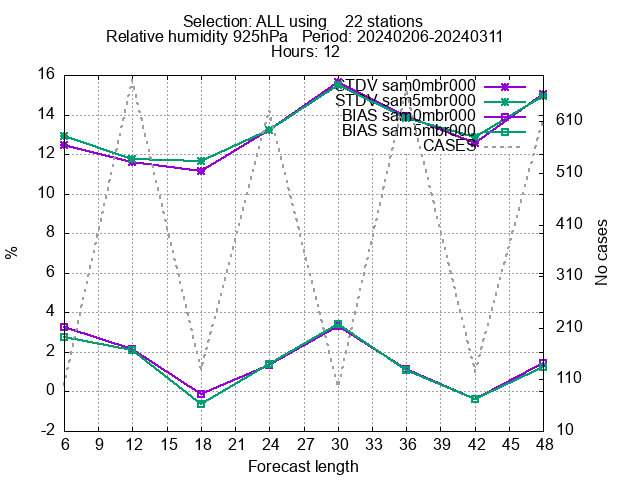 Selection: ALL using    22 stations
Relative humidity 925hPa   Period: 20240206-20240311
Hours: 12
STDV sam0mbr000
STDV sam5mbr000
BIAS sam0mbr000
BIAS sam5mbr000
CASES
16
14
12
10
8
6
4
2
0
-2
%
610
510
410
310
210
110
10
No cases
6 9 12 15 18 21 24 27 30 33 36 39 42 45 48
Forecast length